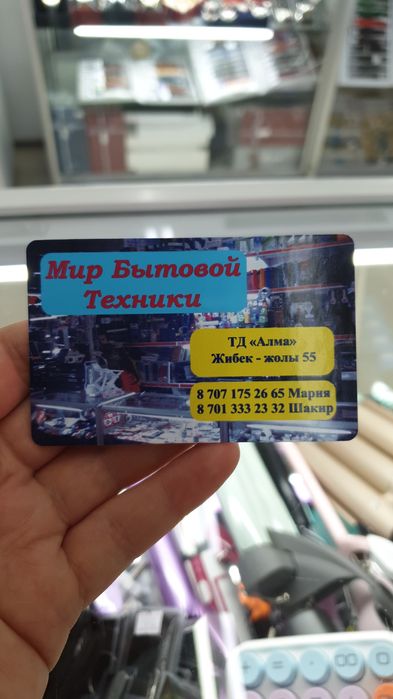 Мир Бытовой
Техники
ТД «Алма»
Жибек - жолы 55
8 707 175 26 65 Мария
8 701 333 23 32 Шакир